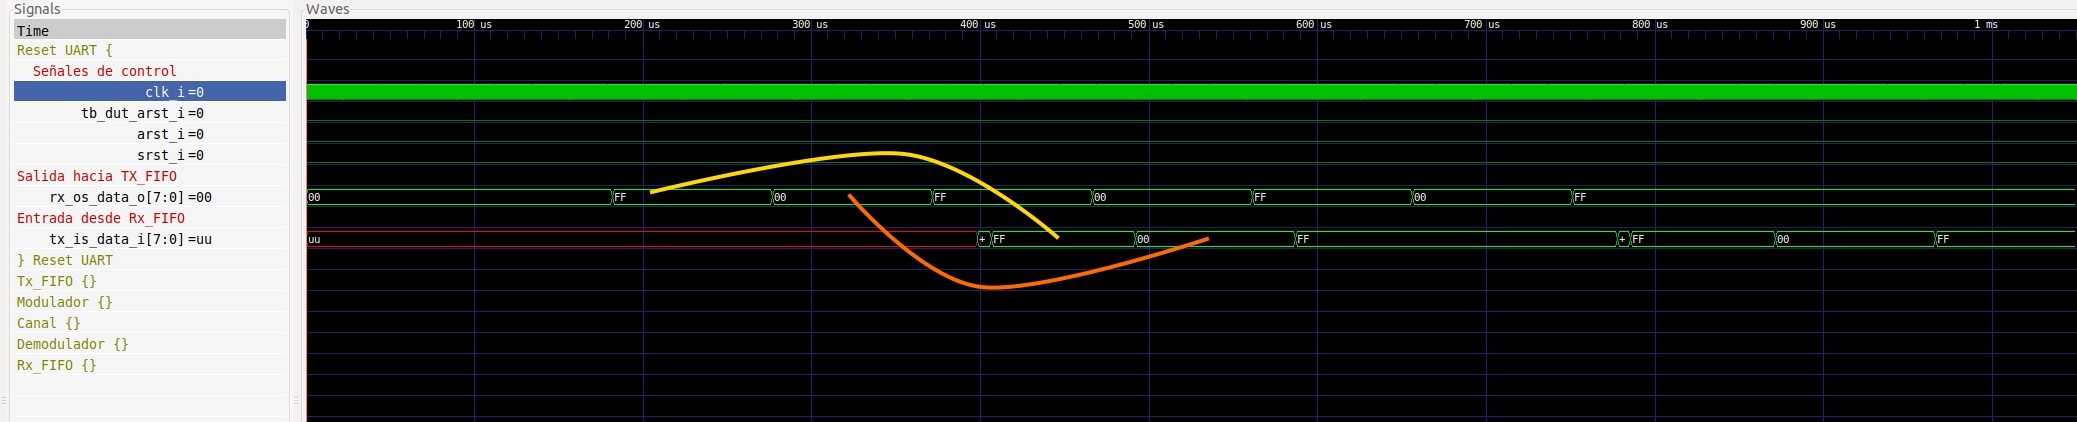 Signals
Waves
Time
0 100 us 200 us 300 us 400 us 500 us 600 us 700 us 800 us 900 us 1 ms
Reset UART {
Señales de control
clk_i=0
tb_dut_arst_i=0
arst_i=0
srst_i=0
Salida hacia TX_FIFO
rx_os_data_o[7:0]=00 00 FF 00 FF 00 FF 00 FF
Entrada desde Rx_FIFO
tx_is_data_i[7:0]=uu uu + FF 00 FF + FF 00 FF
} Reset UART
Tx_FIFO {}
Modulador {}
Canal {}
Demodulador {}
Rx_FIFO {}